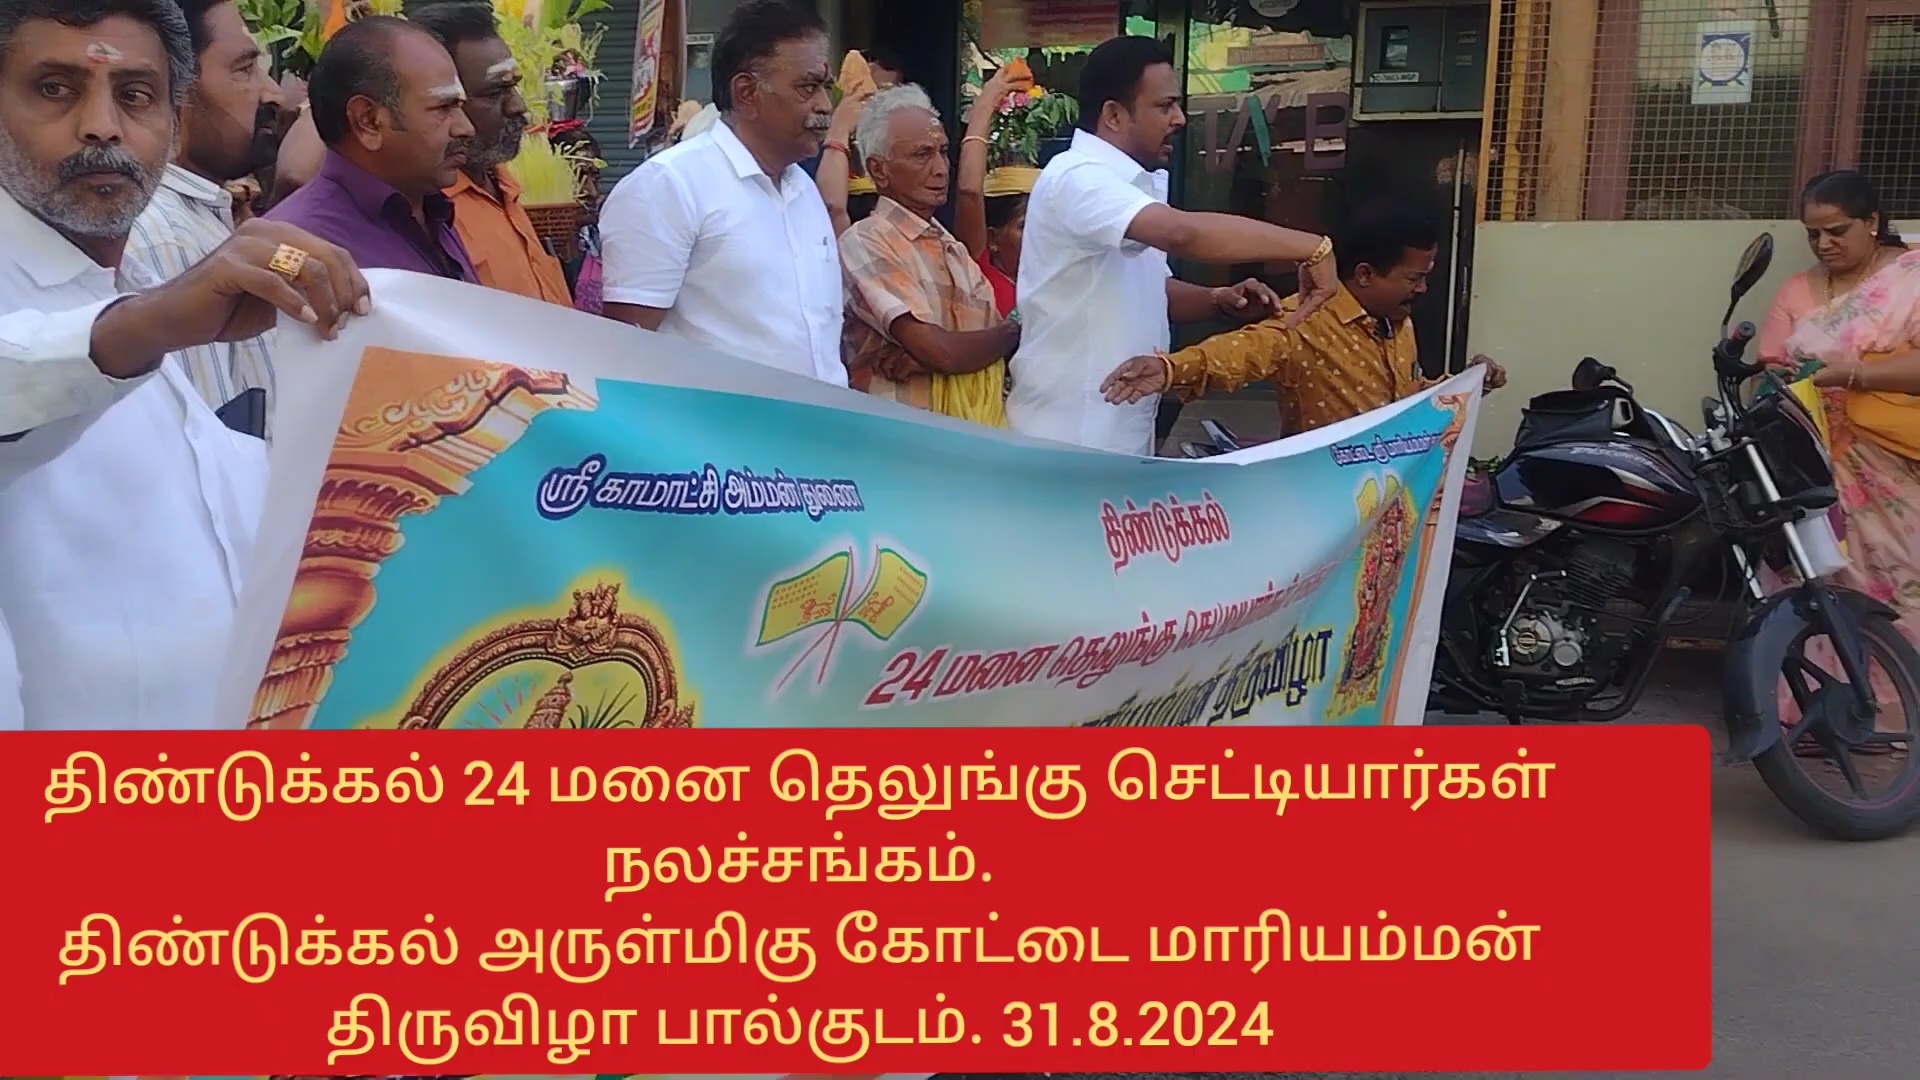 ஸ்ரீ காமாட்சி அம்மன் துணை
திண்டுக்கல்
24 மனை தெலுங்கு
திருவிழா
திண்டுக்கல் 24 மனை தெலுங்கு செட்டியார்கள்
நலச்சங்கம்.
திண்டுக்கல் அருள்மிகு கோட்டை மாரியம்மன்
திருவிழா பால்குடம். 31.8.2024